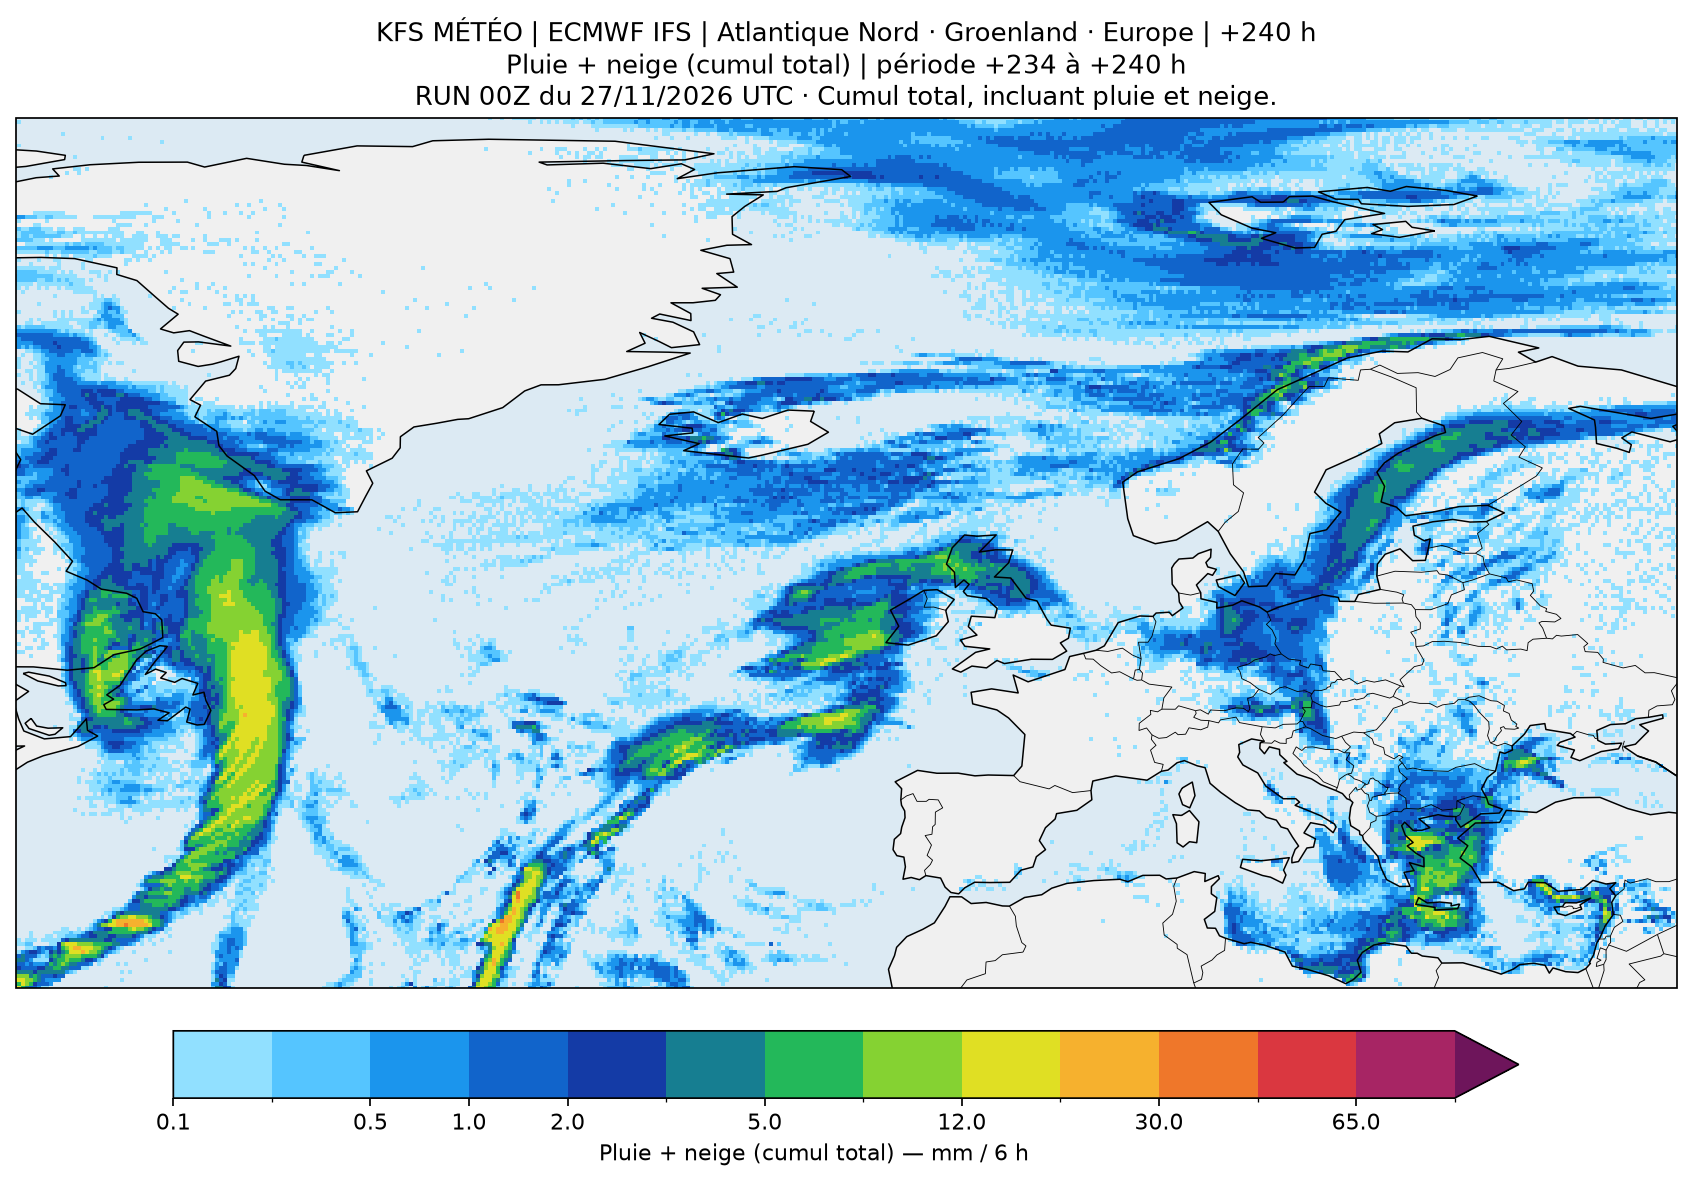 KFS MÉTÉO | ECMWF IFS | Atlantique Nord · Groenland · Europe | +240 h
Pluie + neige (cumul total) | période +234 à +240 h
RUN 00Z du 27/11/2026 UTC · Cumul total, incluant pluie et neige.
0.1 0.5 1.0 2.0 5.0 12.0 30.0 65.0
Pluie + neige (cumul total) — mm / 6 h